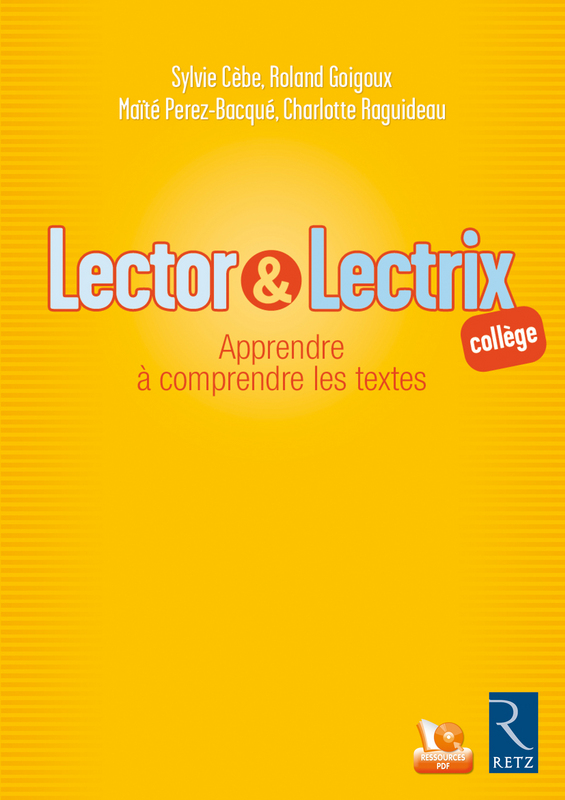 Sylvie Cèbe, Roland Goigoux
Maïté Perez-Bacqué, Charlotte Raguideau
Lector & Lectrix
collège
Apprendre
à comprendre les textes
RESSOURCES
PDF
R
RETZ